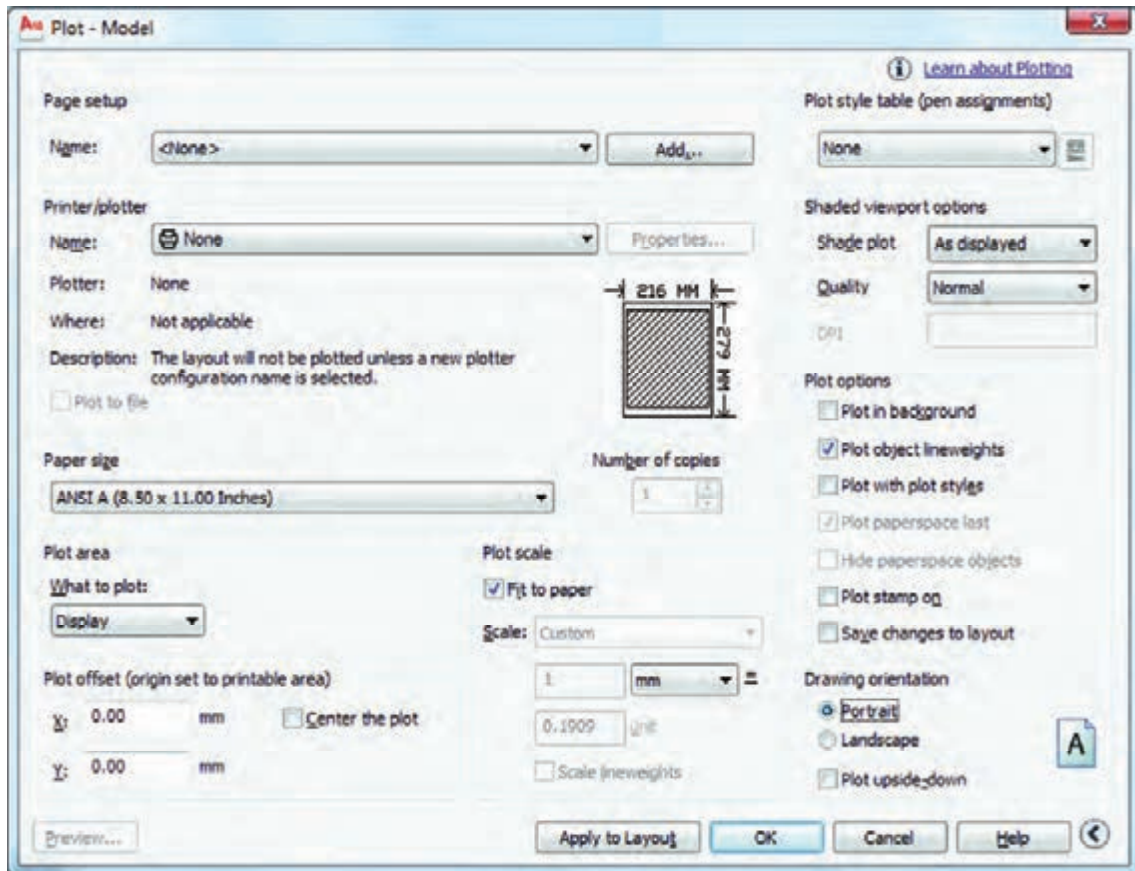 Plot - Model
Learn about Plotting
Page setup
Name:
<None>
Add...
Plot style table (pen assignments)
None
Printer/plotter
Name:
None
Properties...
Plotter:
None
Where:
Not applicable
Description:
The layout will not be plotted unless a new plotter
configuration name is selected.
Plot to file
216 MM
279 MM
Shaded viewport options
Shade plot
As displayed
Quality
Normal
DPI
Paper size
ANSI A (8.50 x 11.00 Inches)
Number of copies
1
Plot options
Plot in background
Plot object lineweights
Plot with plot styles
Plot paperspace last
Hide paperspace objects
Plot stamp on
Save changes to layout
Plot area
What to plot:
Display
Plot scale
Fit to paper
Scale:
Custom
1
mm
=
0.1909
unit
Scale lineweights
Plot offset (origin set to printable area)
X:
0.00
mm
Center the plot
Y:
0.00
mm
Drawing orientation
Portrait
Landscape
Plot upside-down
A
Preview...
Apply to Layout
OK
Cancel
Help